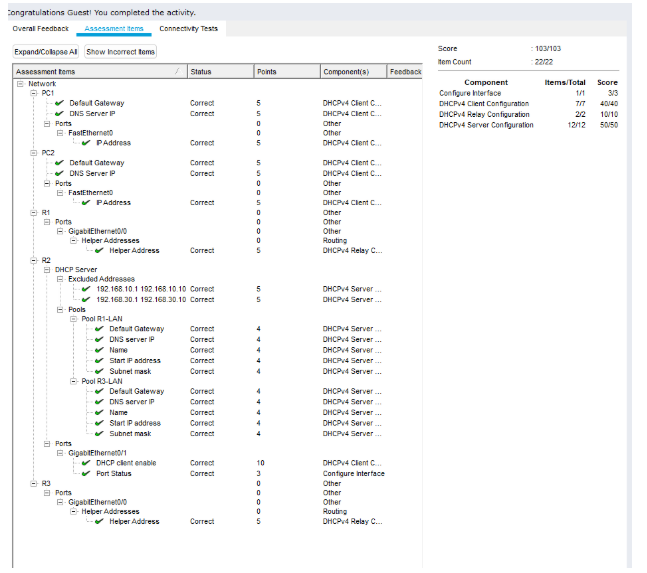 Congratulations Guest! You completed the activity.
Overall Feedback Assessment Items Connectivity Tests
Expand/Collapse All Show Incorrect Items
Assessment Items Status Points Component(s) Feedback
Network
PC1 0 Other
Default Gateway Correct 5 DHCPv4 Client C...
DNS Server IP Correct 5 DHCPv4 Client C...
Ports 0 Other
FastEthernet0 0 Other
IP Address Correct 5 DHCPv4 Client C...
PC2 0 Other
Default Gateway Correct 5 DHCPv4 Client C...
DNS Server IP Correct 5 DHCPv4 Client C...
Ports 0 Other
FastEthernet0 0 Other
IP Address Correct 5 DHCPv4 Client C...
R1 0 Other
Ports 0 Other
GigabitEthernet0/0 0 Other
Helper Addresses 0 Routing
Helper Address Correct 5 DHCPv4 Relay C...
R2
DHCP Server
Excluded Addresses
192.168.10.1 192.168.10.10 Correct 5 DHCPv4 Server ...
192.168.30.1 192.168.30.10 Correct 5 DHCPv4 Server ...
Pools
Pool R1-LAN
Default Gateway Correct 4 DHCPv4 Server ...
DNS server IP Correct 4 DHCPv4 Server ...
Name Correct 4 DHCPv4 Server ...
Start IP address Correct 4 DHCPv4 Server ...
Subnet mask Correct 4 DHCPv4 Server ...
Pool R3-LAN
Default Gateway Correct 4 DHCPv4 Server ...
DNS server IP Correct 4 DHCPv4 Server ...
Name Correct 4 DHCPv4 Server ...
Start IP address Correct 4 DHCPv4 Server ...
Subnet mask Correct 4 DHCPv4 Server ...
Ports
GigabitEthernet0/1
DHCP client enable Correct 10 DHCPv4 Client C...
Port Status Correct 3 Configure Interface
R3 0 Other
Ports 0 Other
GigabitEthernet0/0 0 Other
Helper Addresses 0 Routing
Helper Address Correct 5 DHCPv4 Relay C...
Score : 103/103
Item Count : 22/22
Component Items/Total Score
Configure Interface 1/1 3/3
DHCPv4 Client Configuration 7/7 40/40
DHCPv4 Relay Configuration 2/2 10/10
DHCPv4 Server Configuration 12/12 50/50